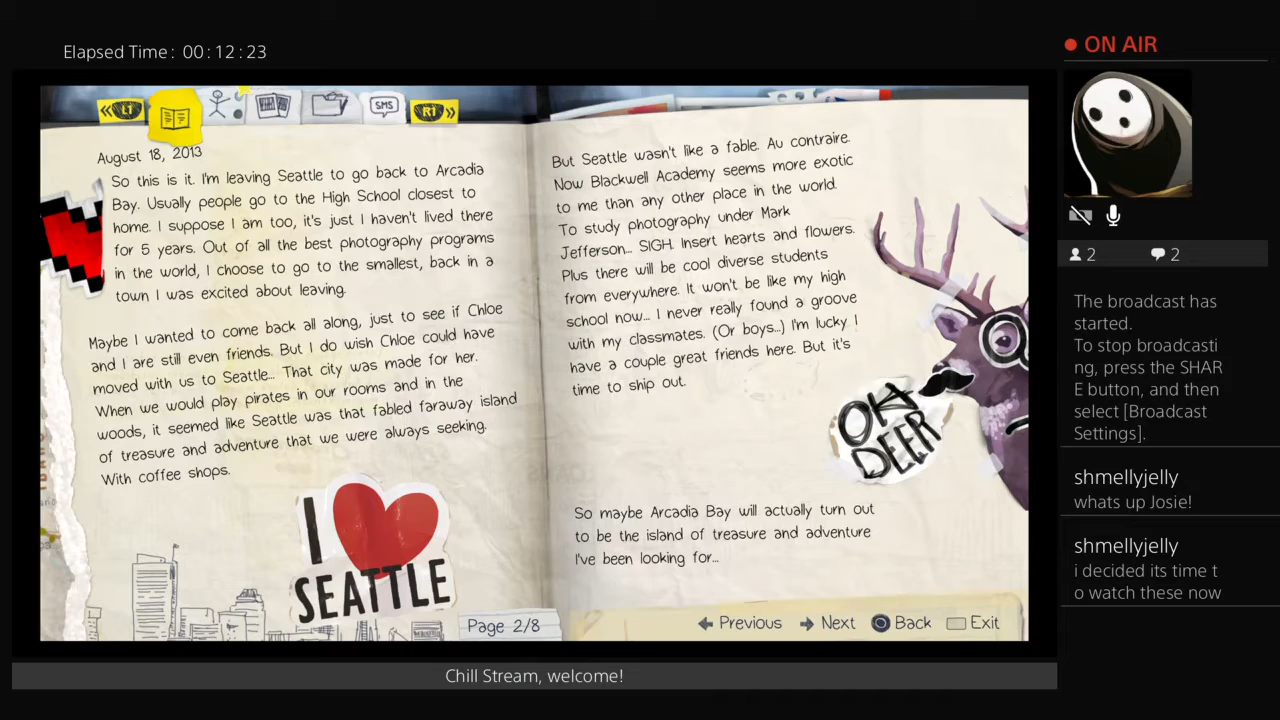 Elapsed Time: 00:12:23
ON AIR
L1
SMS
R1
August 18, 2013
So this is it. I'm leaving Seattle to go back to Arcadia
Bay. Usually people go to the High School closest to
home. I suppose I am too, it's just I haven't lived there
for 5 years. Out of all the best photography programs
in the world, I choose to go to the smallest, back in a
town I was excited about leaving.
Maybe I wanted to come back all along, just to see if Chloe
and I are still even friends. But I do wish Chloe could have
moved with us to Seattle... That city was made for her.
When we would play pirates in our rooms and in the
woods, it seemed like Seattle was that fabled faraway island
of treasure and adventure that we were always seeking.
With coffee shops.
I
SEATTLE
Page 2/8
But Seattle wasn't like a fable. Au contraire.
Now Blackwell Academy seems more exotic
to me than any other place in the world.
To study photography under Mark
Jefferson... SIGH. Insert hearts and flowers.
Plus there will be cool diverse students
from everywhere. It won't be like my high
school now... I never really found a groove
with my classmates. (Or boys...) I'm lucky I
have a couple great friends here. But it's
time to ship out.
OH
DEER
So maybe Arcadia Bay will actually turn out
to be the island of treasure and adventure
I've been looking for...
Previous Next Back Exit
Chill Stream, welcome!
2 2
The broadcast has
started.
To stop broadcasti
ng, press the SHAR
E button, and then
select [Broadcast
Settings].
shmellyjelly
whats up Josie!
shmellyjelly
i decided its time t
o watch these now